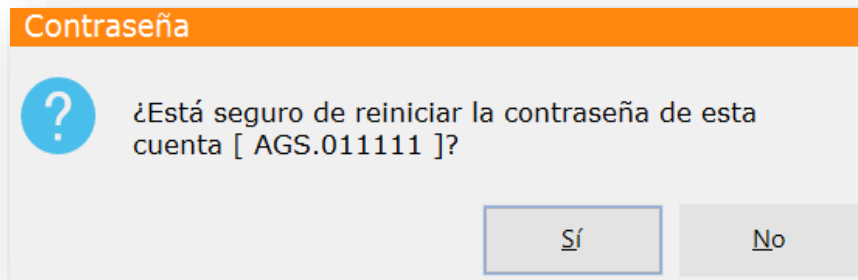 Contraseña
¿Está seguro de reiniciar la contraseña de esta
cuenta [ AGS.011111 ]?
Sí
No